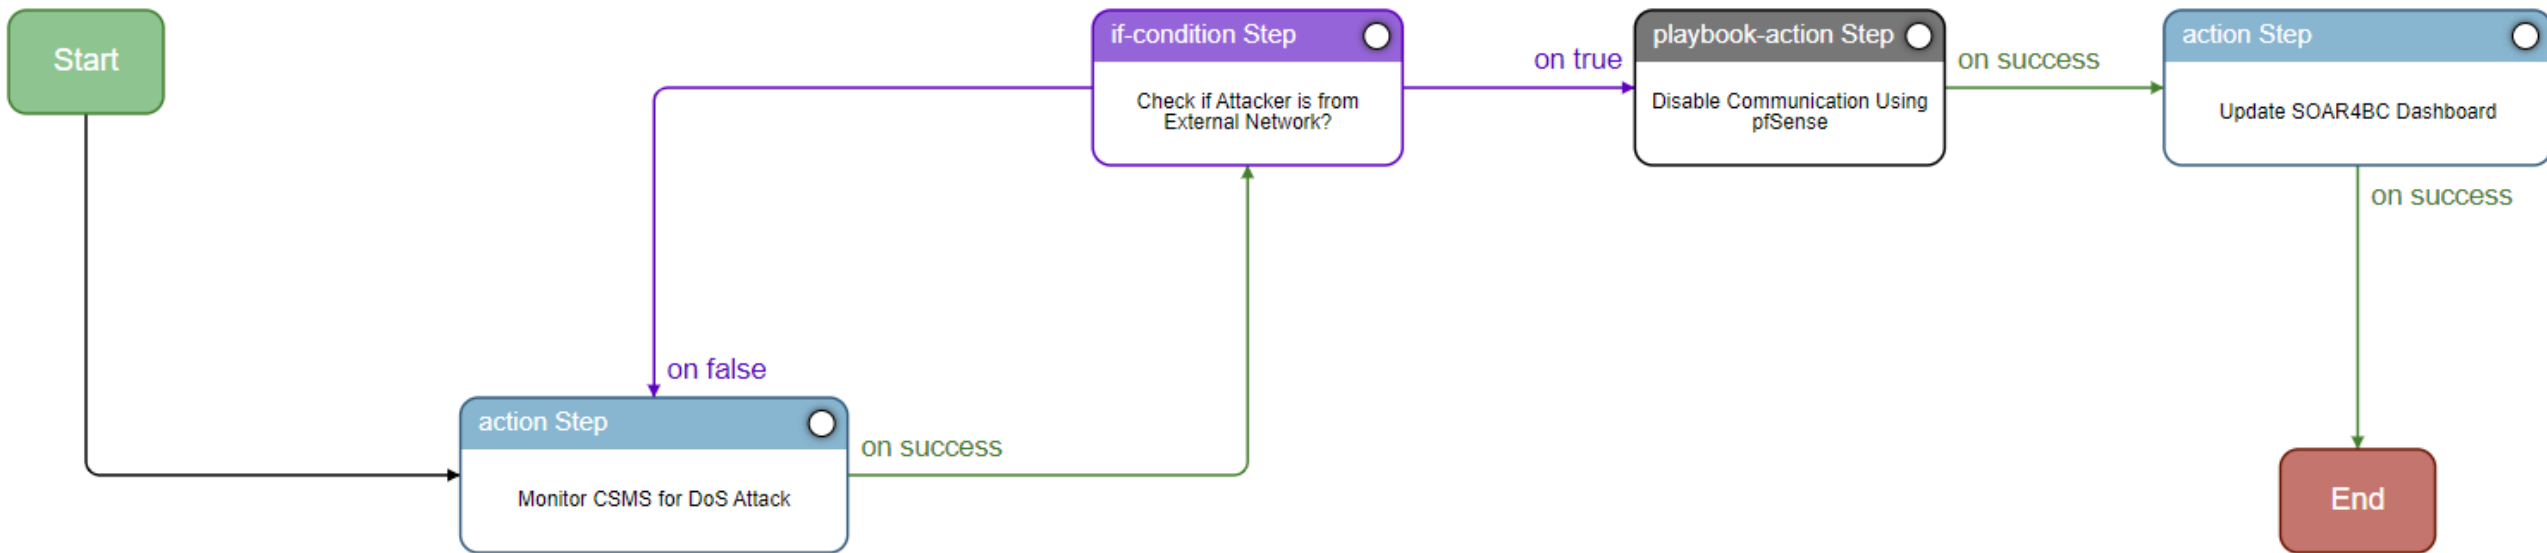 Start
if-condition Step
Check if Attacker is from
External Network?
on true
playbook-action Step
Disable Communication Using
pfSense
on success
action Step
Update SOAR4BC Dashboard
on success
on false
action Step
Monitor CSMS for DoS Attack
on success
End